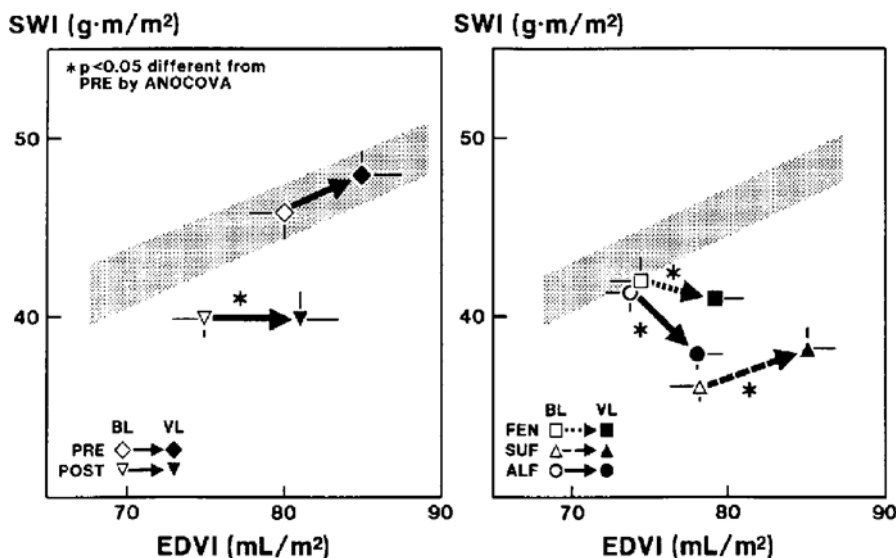 SWI (g·m/m²)
* p<0.05 different from
PRE by ANOCOVA
50
40
*
BL VL
PRE
POST
70 80 90
EDVI (mL/m²)
SWI (g·m/m²)
50
40
*
*
*
BL VL
FEN
SUF
ALF
70 80 90
EDVI (mL/m²)